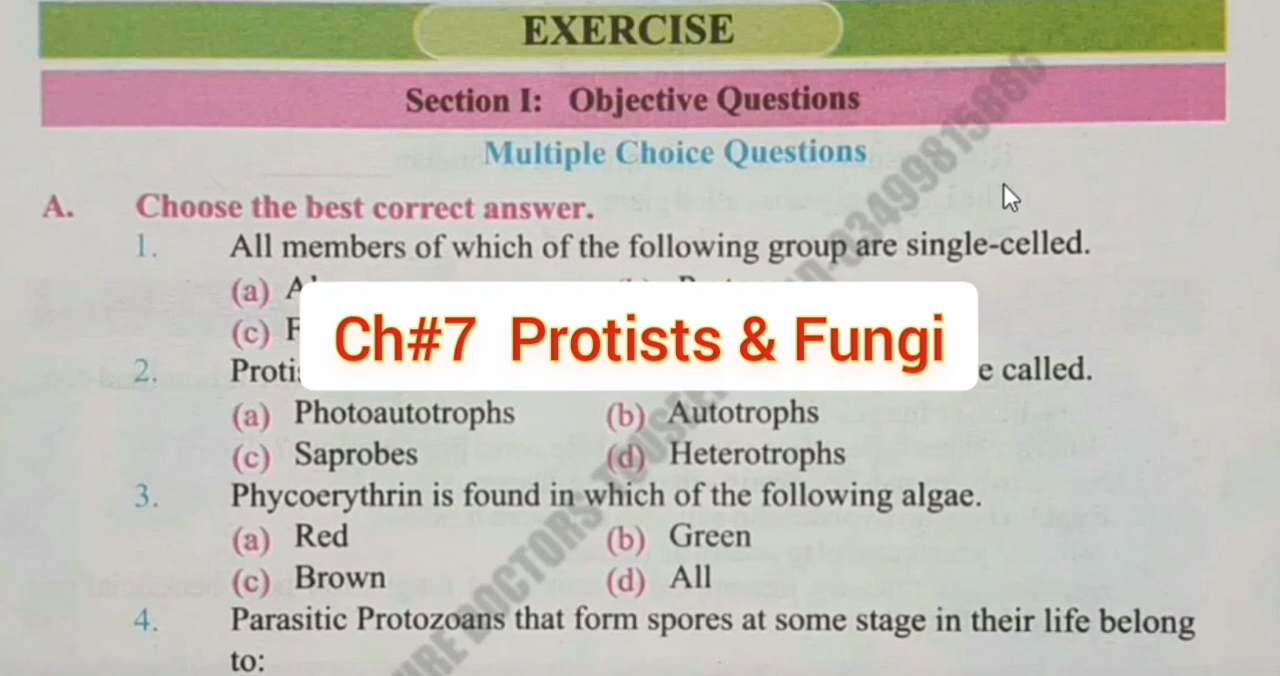 EXERCISE
Section I: Objective Questions
Multiple Choice Questions
A. Choose the best correct answer.
1. All members of which of the following group are single-celled.
(a)
(c)
Ch#7 Protists & Fungi
2. e called.
(a) Photoautotrophs (b) Autotrophs
(c) Saprobes (d) Heterotrophs
3. Phycoerythrin is found in which of the following algae.
(a) Red (b) Green
(c) Brown (d) All
4. Parasitic Protozoans that form spores at some stage in their life belong
to: